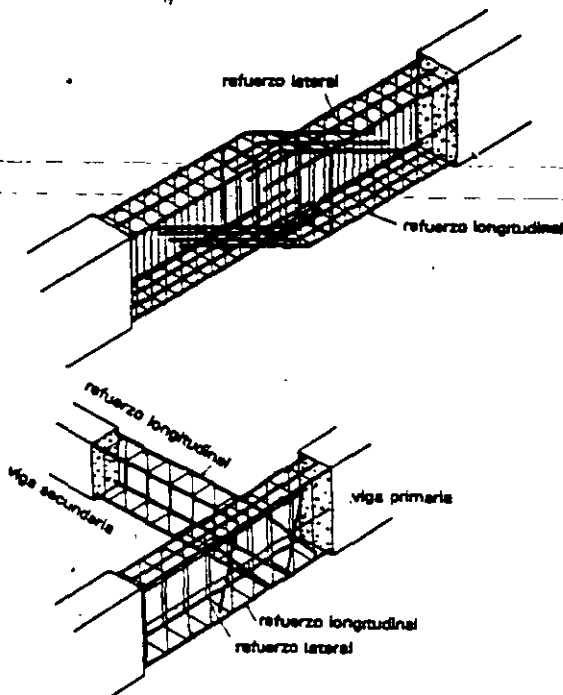 refuerzo lateral
refuerzo longitudinal
refuerzo longitudinal
viga secundaria
viga primaria
refuerzo longitudinal
refuerzo lateral